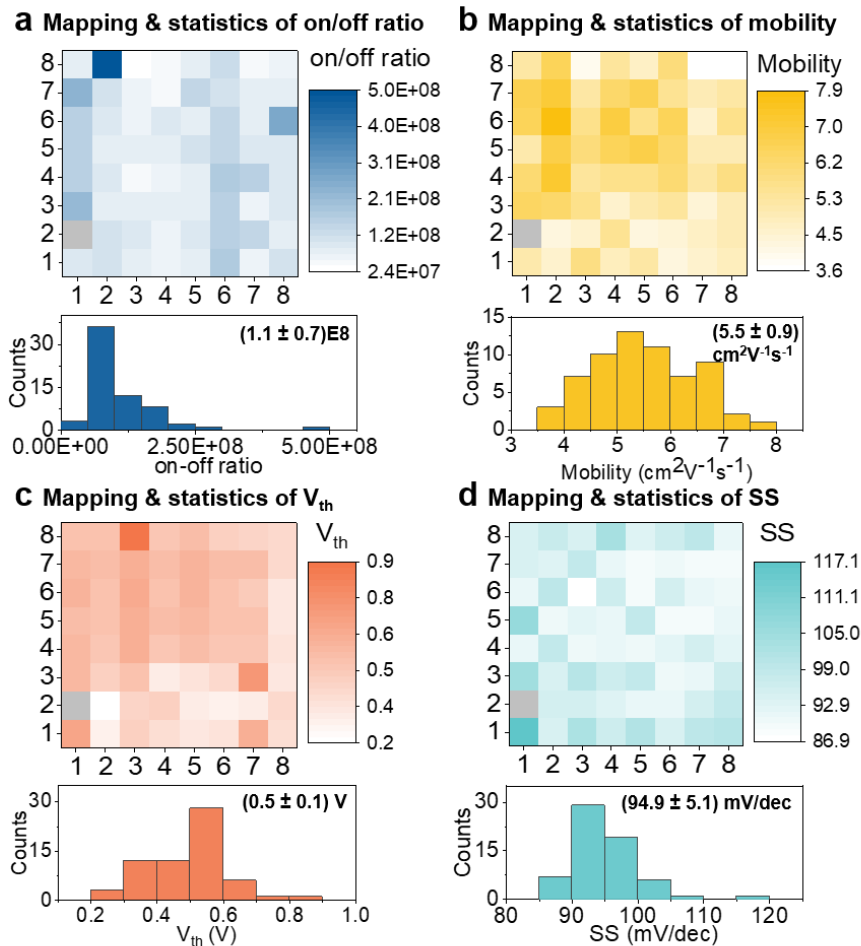 a Mapping & statistics of on/off ratio
on/off ratio
8
7
6
5
4
3
2
1
1 2 3 4 5 6 7 8
5.0E+08
4.0E+08
3.1E+08
2.1E+08
1.2E+08
2.4E+07
(1.1 ± 0.7)E8
Counts
30
15
0
0.00E+00 2.50E+08 5.00E+08
on-off ratio
b Mapping & statistics of mobility
Mobility
8
7
6
5
4
3
2
1
1 2 3 4 5 6 7 8
7.9
7.0
6.2
5.3
4.5
3.6
(5.5 ± 0.9)
cm²V⁻¹s⁻¹
Counts
15
10
5
0
3 4 5 6 7 8
Mobility (cm²V⁻¹s⁻¹)
c Mapping & statistics of Vth
Vth
8
7
6
5
4
3
2
1
1 2 3 4 5 6 7 8
0.9
0.8
0.6
0.5
0.4
0.2
(0.5 ± 0.1) V
Counts
30
15
0
0.2 0.4 0.6 0.8 1.0
Vth (V)
d Mapping & statistics of SS
SS
8
7
6
5
4
3
2
1
1 2 3 4 5 6 7 8
117.1
111.1
105.0
99.0
92.9
86.9
(94.9 ± 5.1) mV/dec
Counts
30
15
0
80 90 100 110 120
SS (mV/dec)